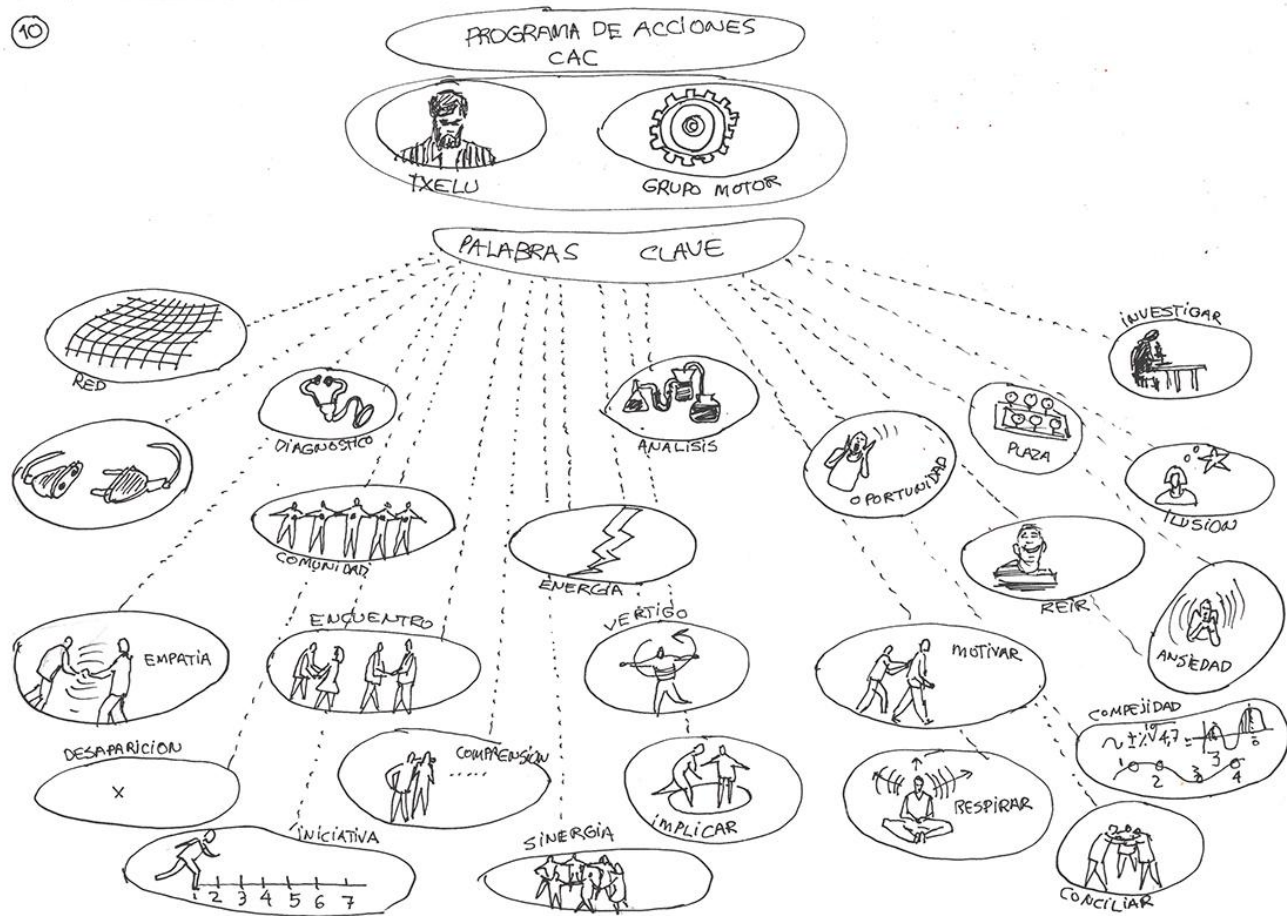 10
PROGRAMA DE ACCIONES
CAC
TXELU
GRUPO MOTOR
PALABRAS CLAVE
RED
DIAGNOSTICO
ANALISIS
OPORTUNIDAD
PLAZA
INVESTIGAR
ILUSION
COMUNIDAD
ENERGIA
REIR
ANSEDAD
EMPATIA
ENCUENTRO
VERTIGO
MOTIVAR
COMPEJIDAD
1 2 3 4
DESAPARICION
X
COMPRENSIÓN
IMPLICAR
RESPIRAR
INICIATIVA
1 2 3 4 5 6 7
SINERGIA
CONCILIAR